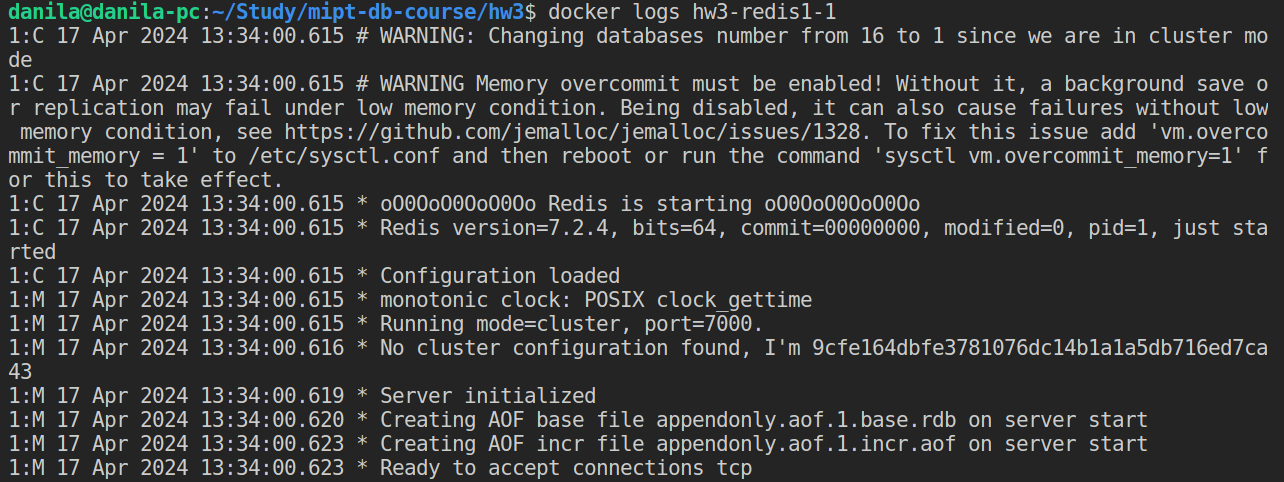 danila@danila-pc:~/Study/mipt-db-course/hw3$ docker logs hw3-redis1-1
1:C 17 Apr 2024 13:34:00.615 # WARNING: Changing databases number from 16 to 1 since we are in cluster mo
de
1:C 17 Apr 2024 13:34:00.615 # WARNING Memory overcommit must be enabled! Without it, a background save o
r replication may fail under low memory condition. Being disabled, it can also cause failures without low
 memory condition, see https://github.com/jemalloc/jemalloc/issues/1328. To fix this issue add 'vm.overco
mmit_memory = 1' to /etc/sysctl.conf and then reboot or run the command 'sysctl vm.overcommit_memory=1' f
or this to take effect.
1:C 17 Apr 2024 13:34:00.615 * oO0OoO0OoO0Oo Redis is starting oO0OoO0OoO0Oo
1:C 17 Apr 2024 13:34:00.615 * Redis version=7.2.4, bits=64, commit=00000000, modified=0, pid=1, just sta
rted
1:C 17 Apr 2024 13:34:00.615 * Configuration loaded
1:M 17 Apr 2024 13:34:00.615 * monotonic clock: POSIX clock_gettime
1:M 17 Apr 2024 13:34:00.615 * Running mode=cluster, port=7000.
1:M 17 Apr 2024 13:34:00.616 * No cluster configuration found, I'm 9cfe164dbfe3781076dc14b1a1a5db716ed7ca
43
1:M 17 Apr 2024 13:34:00.619 * Server initialized
1:M 17 Apr 2024 13:34:00.620 * Creating AOF base file appendonly.aof.1.base.rdb on server start
1:M 17 Apr 2024 13:34:00.623 * Creating AOF incr file appendonly.aof.1.incr.aof on server start
1:M 17 Apr 2024 13:34:00.623 * Ready to accept connections tcp